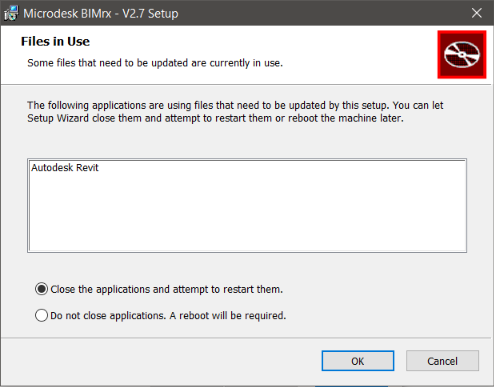 Microdesk BIMrx - V2.7 Setup
Files in Use
Some files that need to be updated are currently in use.
The following applications are using files that need to be updated by this setup. You can let
Setup Wizard close them and attempt to restart them or reboot the machine later.
Autodesk Revit
Close the applications and attempt to restart them.
Do not close applications. A reboot will be required.
OK
Cancel